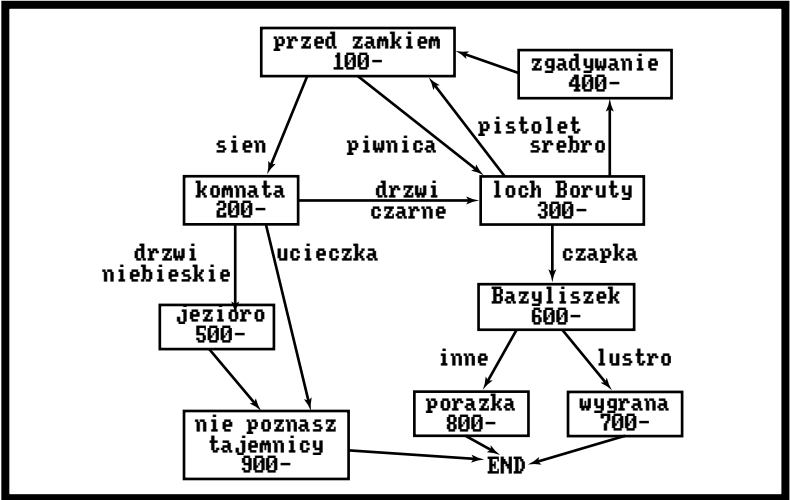 przed zamkiem
100-
zgadywanie
400-
sien
piwnica
pistolet
srebro
komnata
200-
drzwi
czarne
loch Boruty
300-
drzwi
niebieskie
ucieczka
czapka
jezioro
500-
Bazyliszek
600-
inne
lustro
nie poznasz
tajemnicy
900-
porazka
800-
wygrana
700-
END